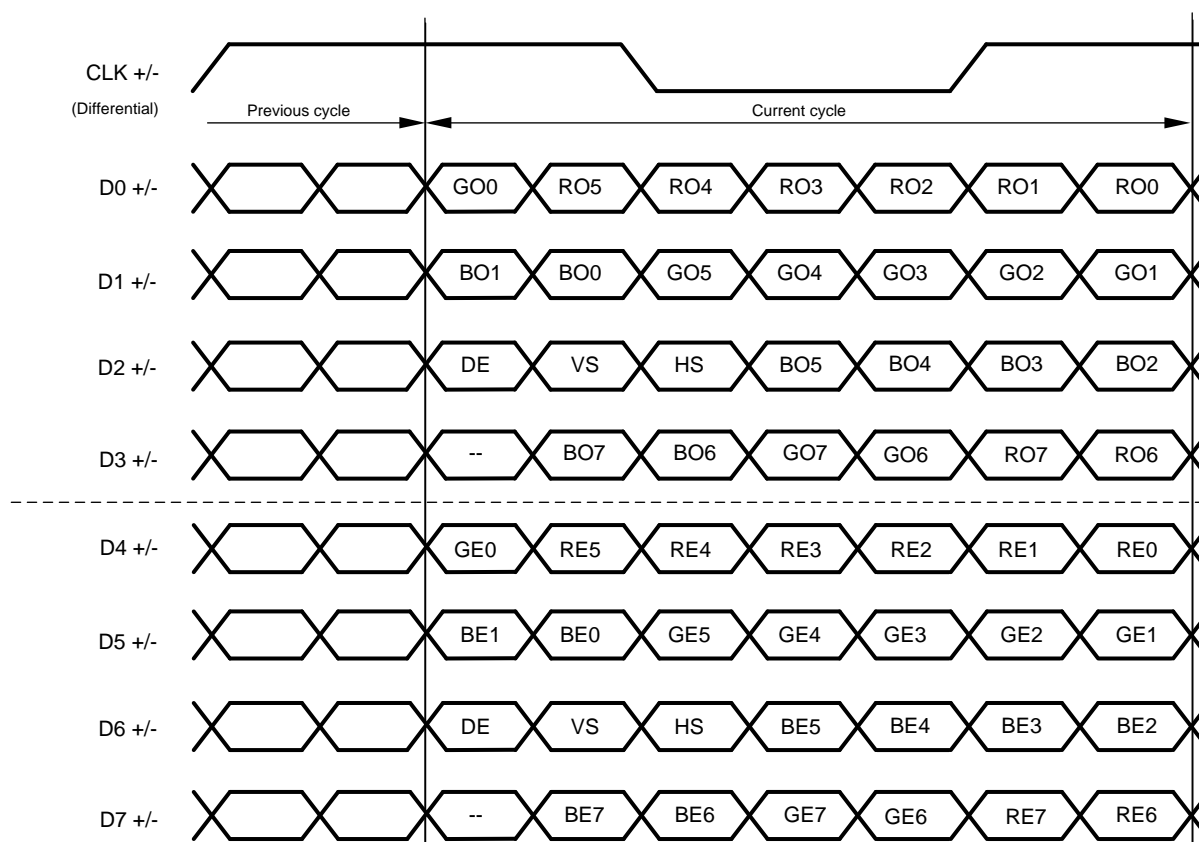 CLK +/-
(Differential)
Previous cycle
Current cycle
D0 +/- GO0 RO5 RO4 RO3 RO2 RO1 RO0
D1 +/- BO1 BO0 GO5 GO4 GO3 GO2 GO1
D2 +/- DE VS HS BO5 BO4 BO3 BO2
D3 +/- -- BO7 BO6 GO7 GO6 RO7 RO6
D4 +/- GE0 RE5 RE4 RE3 RE2 RE1 RE0
D5 +/- BE1 BE0 GE5 GE4 GE3 GE2 GE1
D6 +/- DE VS HS BE5 BE4 BE3 BE2
D7 +/- -- BE7 BE6 GE7 GE6 RE7 RE6